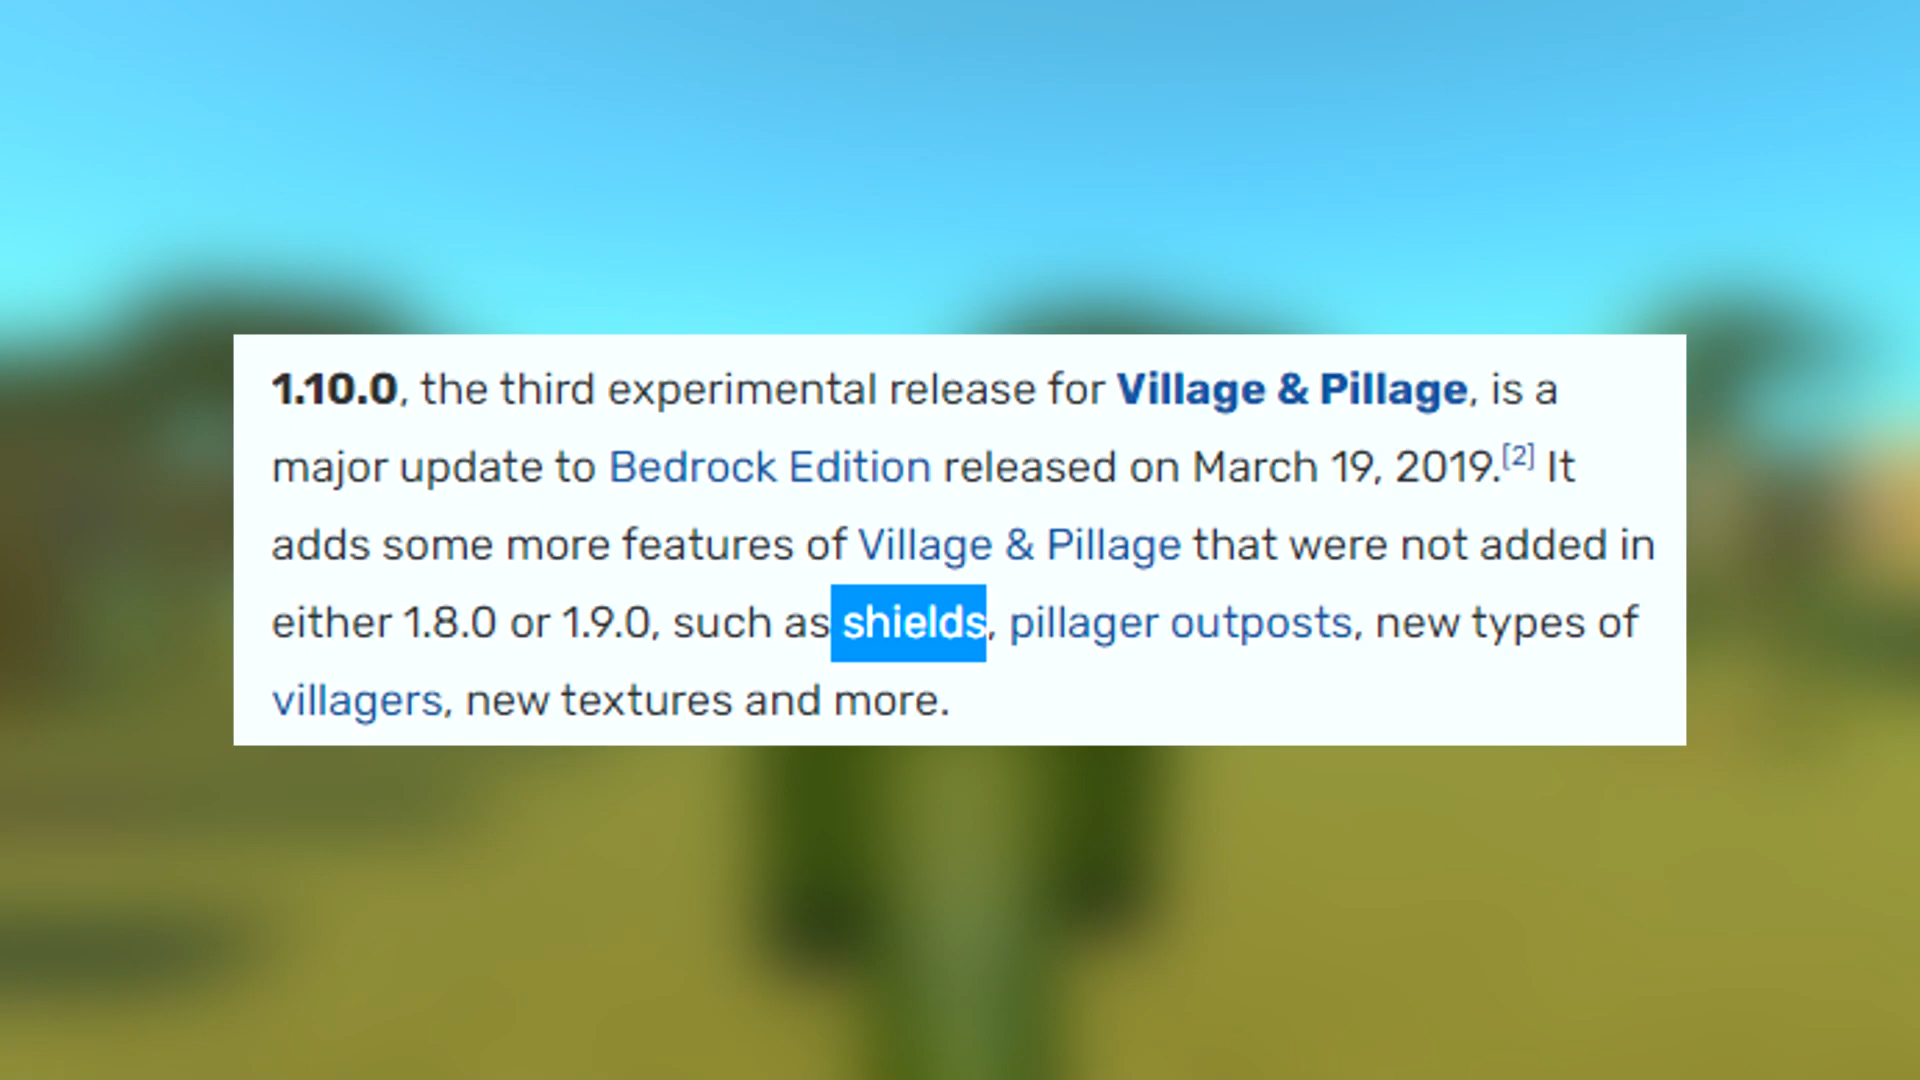 1.10.0, the third experimental release for Village & Pillage, is a
major update to Bedrock Edition released on March 19, 2019.[2] It
adds some more features of Village & Pillage that were not added in
either 1.8.0 or 1.9.0, such as shields, pillager outposts, new types of
villagers, new textures and more.